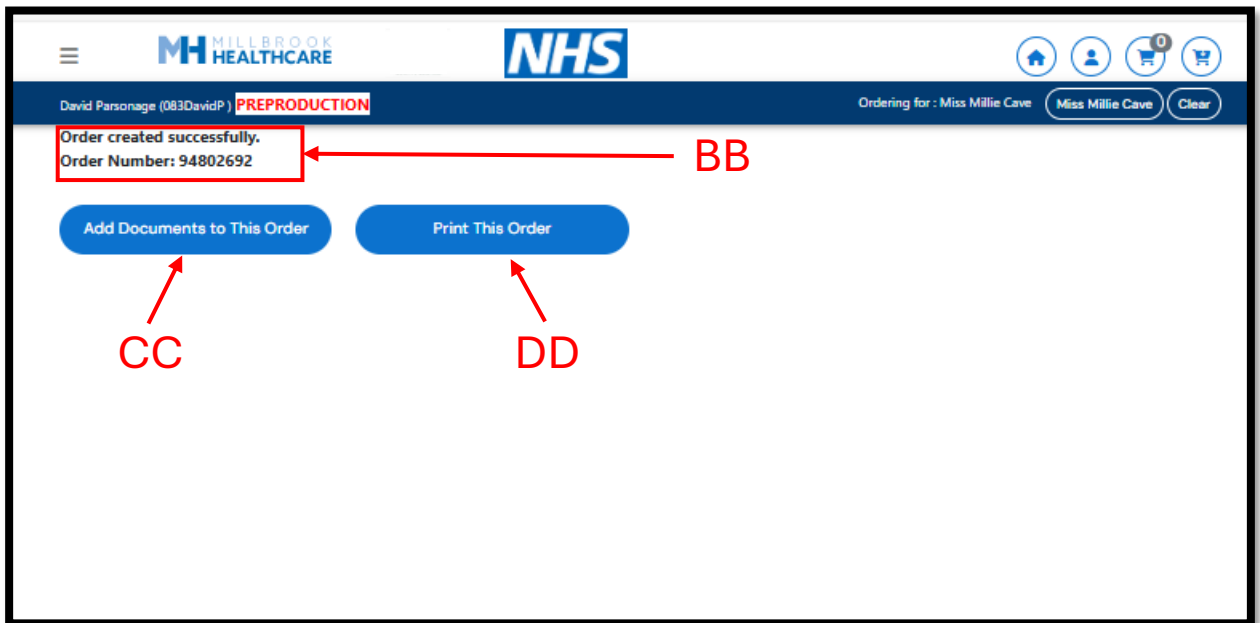 MH MILLBROOK
HEALTHCARE
NHS
0
David Parsonage (083DavidP ) PREPRODUCTION
Ordering for : Miss Millie Cave
Miss Millie Cave
Clear
Order created successfully.
Order Number: 94802692
BB
Add Documents to This Order
Print This Order
CC
DD